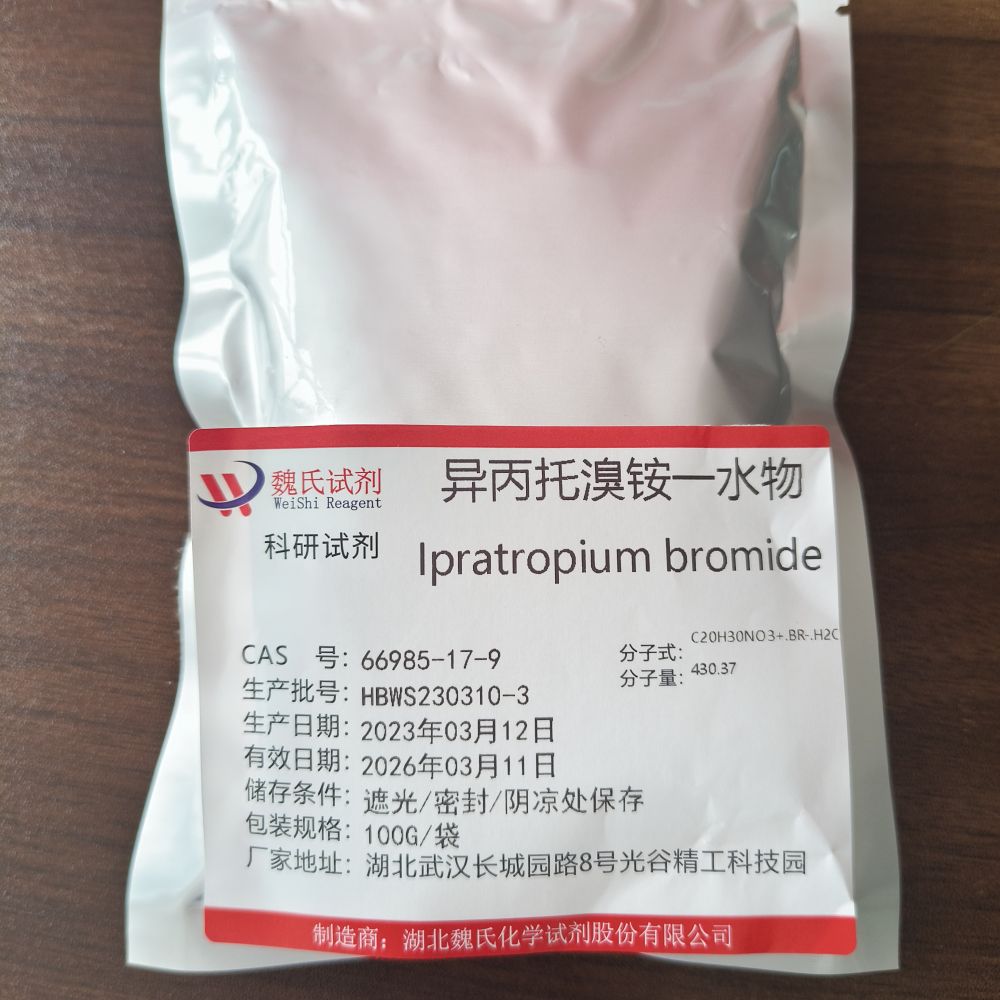 魏氏试剂
WeiShi Reagent
科研试剂
异丙托溴铵一水物
Ipratropium bromide
CAS 号: 66985-17-9
生产批号: HBWS230310-3
生产日期: 2023年03月12日
有效日期: 2026年03月11日
储存条件: 遮光/密封/阴凉处保存
包装规格: 100G/袋
厂家地址: 湖北武汉长城园路8号光谷精工科技园
分子式: C20H30NO3+.BR-.H2O
分子量: 430.37
制造商: 湖北魏氏化学试剂股份有限公司